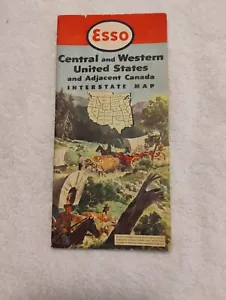 Esso
Central and Western
United States
and Adjacent Canada
INTERSTATE MAP